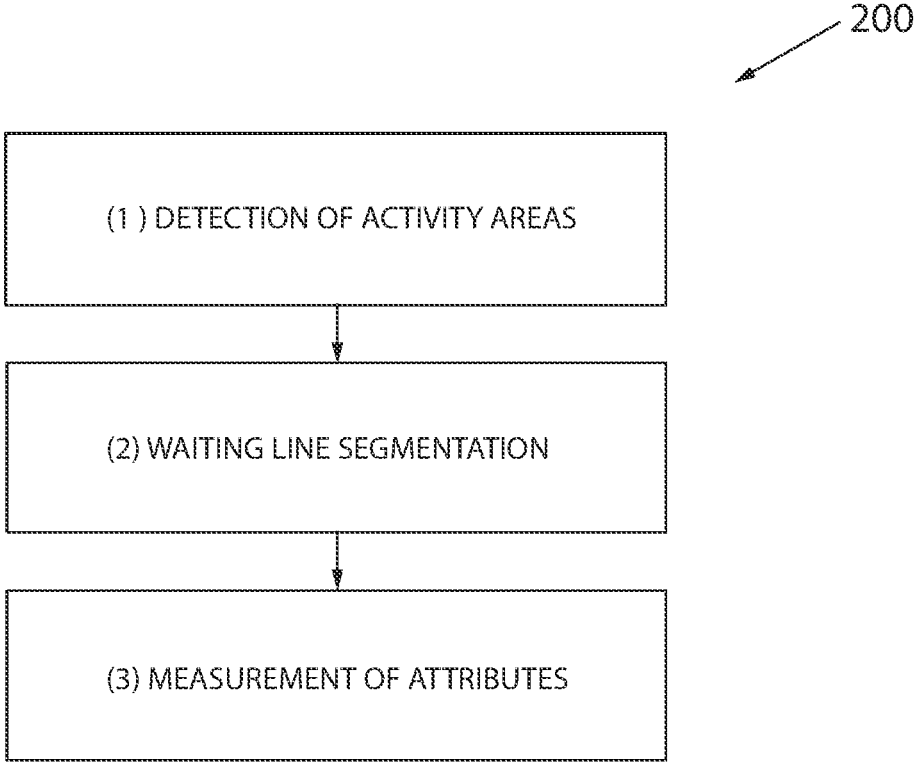 200
(1 ) DETECTION OF ACTIVITY AREAS
(2) WAITING LINE SEGMENTATION
(3) MEASUREMENT OF ATTRIBUTES